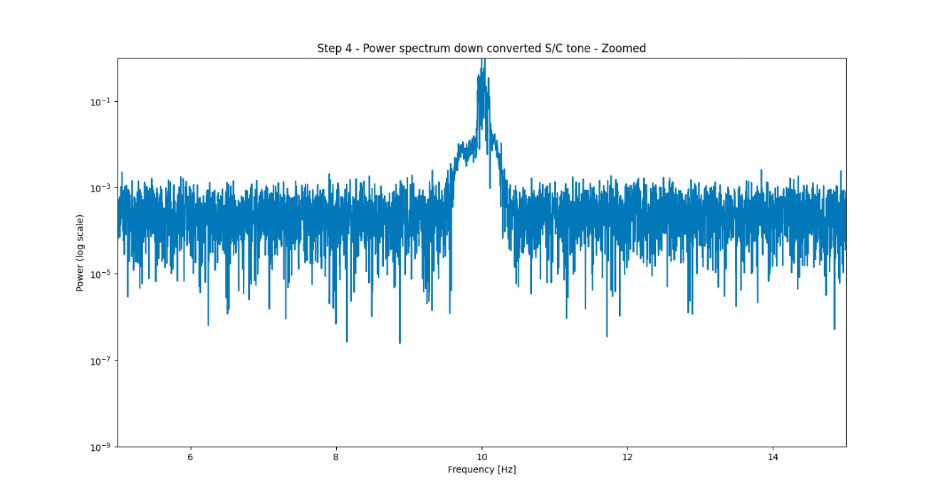 Step 4 - Power spectrum down converted S/C tone - Zoomed
Power (log scale)
10⁻¹
10⁻³
10⁻⁵
10⁻⁷
10⁻⁹
6 8 10 12 14
Frequency [Hz]